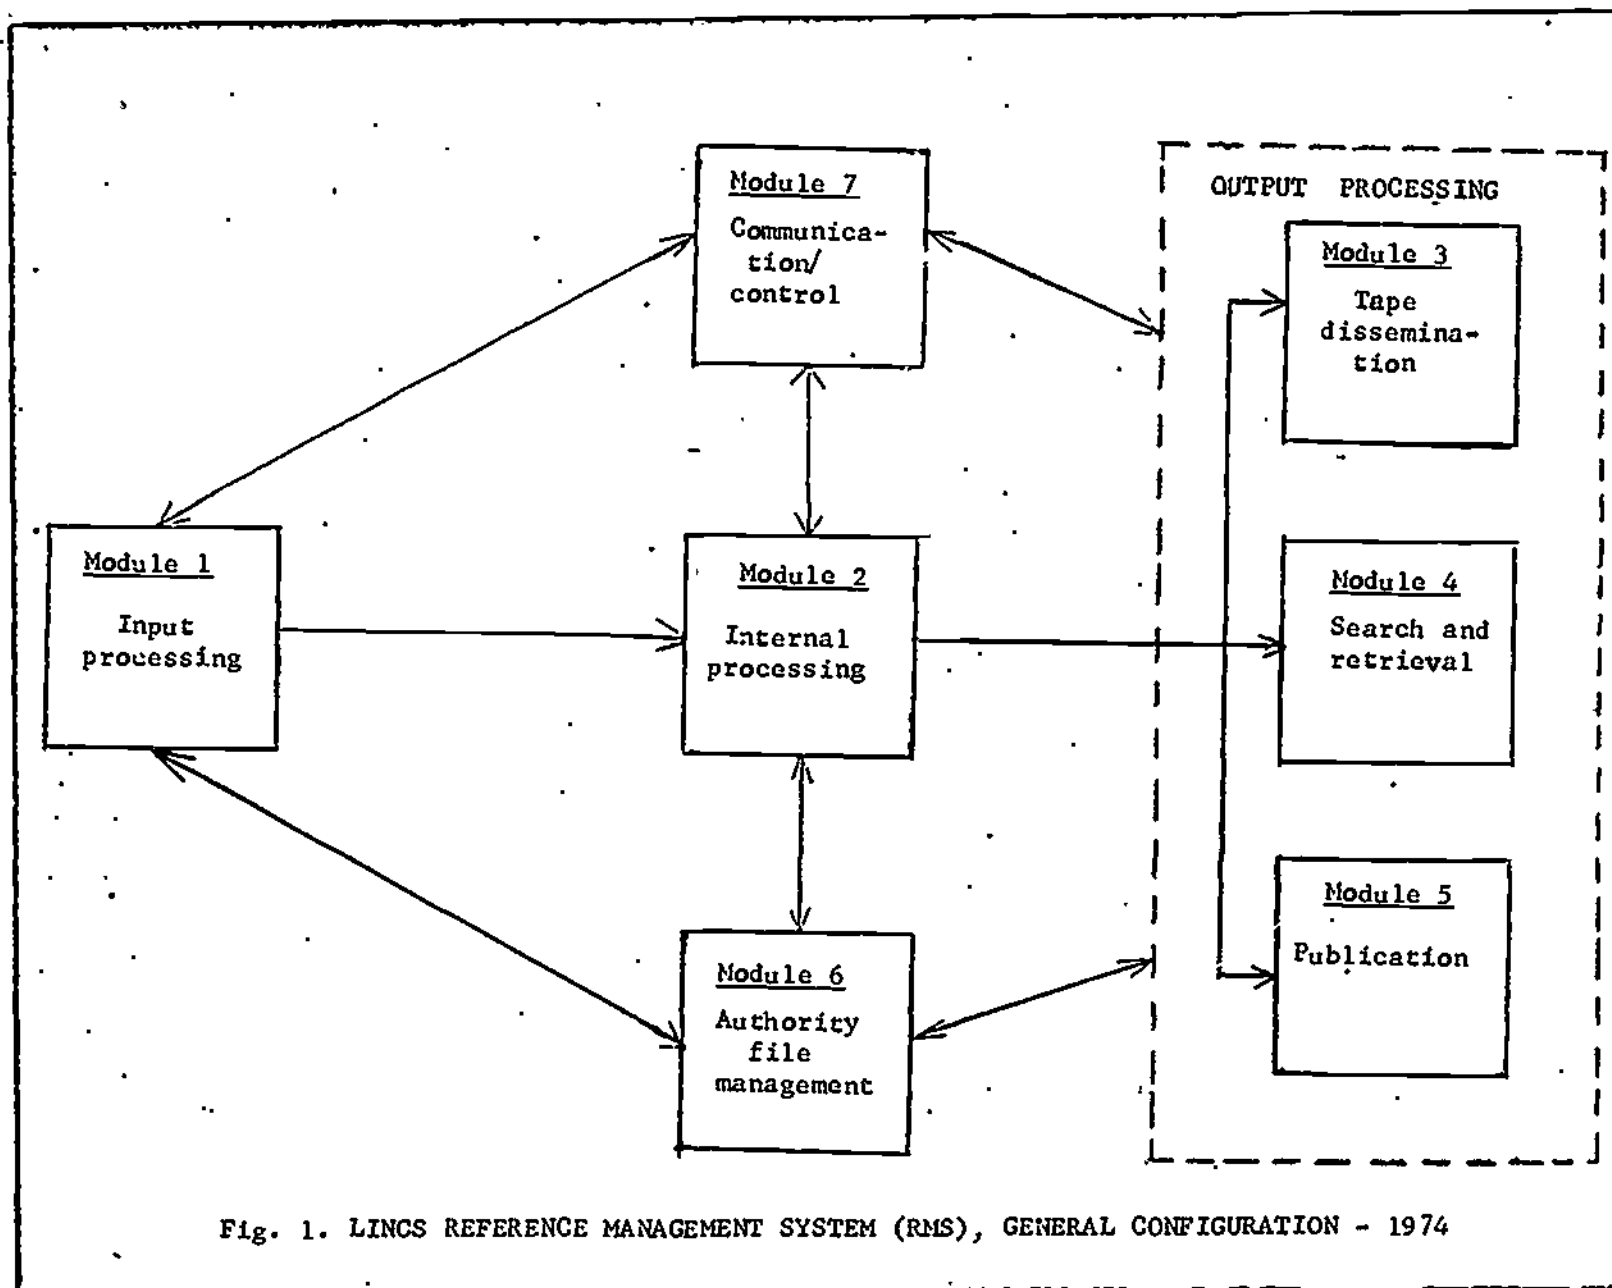 Module 7
Communica-
tion/
control
OUTPUT PROCESSING
Module 3
Tape
dissemina-
tion
Module 1
Input
processing
Module 2
Internal
processing
Module 4
Search and
retrieval
Module 6
Authority
file
management
Module 5
Publication
Fig. 1. LINCS REFERENCE MANAGEMENT SYSTEM (RMS), GENERAL CONFIGURATION - 1974